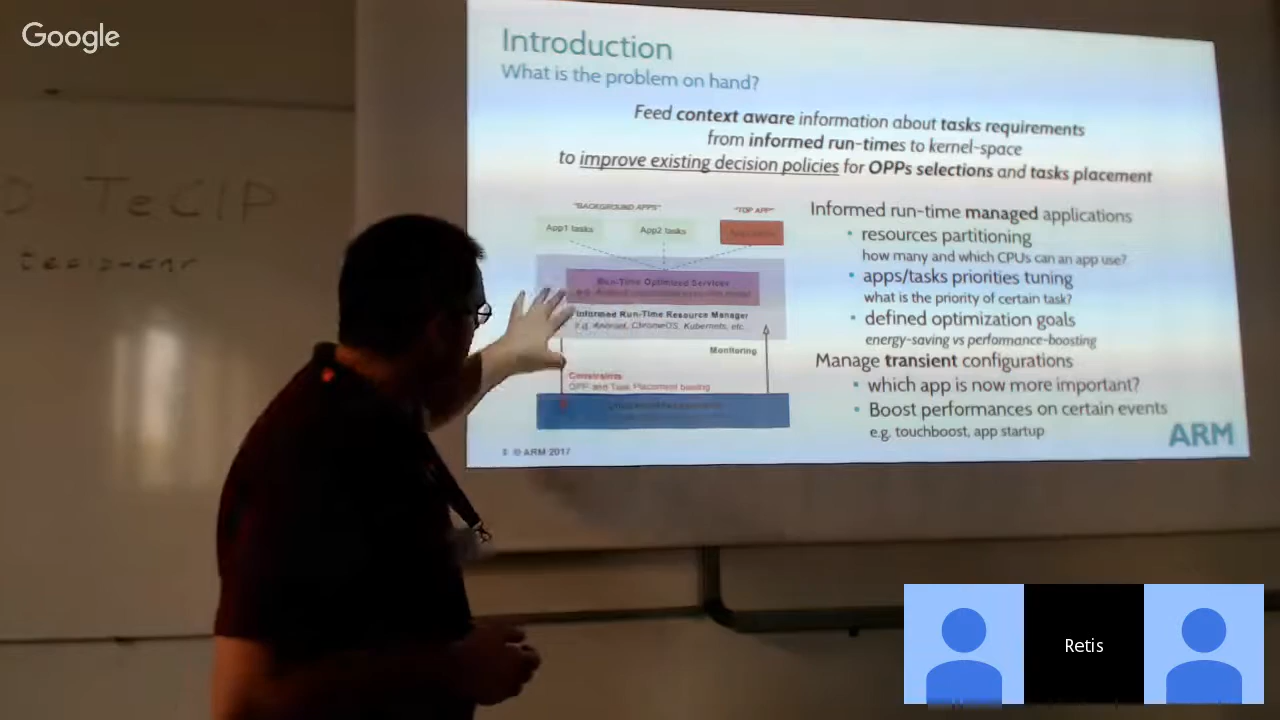 Google
Introduction
What is the problem on hand?
Feed context aware information about tasks requirements
from informed run-times to kernel-space
to improve existing decision policies for OPPs selections and tasks placement
"BACKGROUND APPS"
"TOP APP"
App1 tasks
App2 tasks
Run-Time Optimized Services
Informed Run-Time Resource Manager
e.g. Android, ChromeOS, Kubernets, etc.
Monitoring
Constraints
OPP and Task Placement biasing
Informed run-time managed applications
• resources partitioning
how many and which CPUs can an app use?
• apps/tasks priorities tuning
what is the priority of certain task?
• defined optimization goals
energy-saving vs performance-boosting
Manage transient configurations
• which app is now more important?
• Boost performances on certain events
e.g. touchboost, app startup
© ARM 2017
ARM
TeCIP
Retis